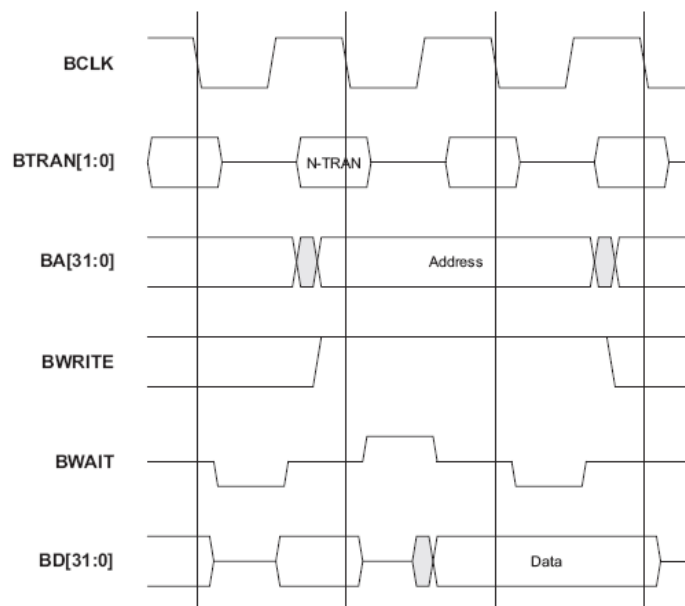 BCLK
BTRAN[1:0]
N-TRAN
BA[31:0]
Address
BWRITE
BWAIT
BD[31:0]
Data